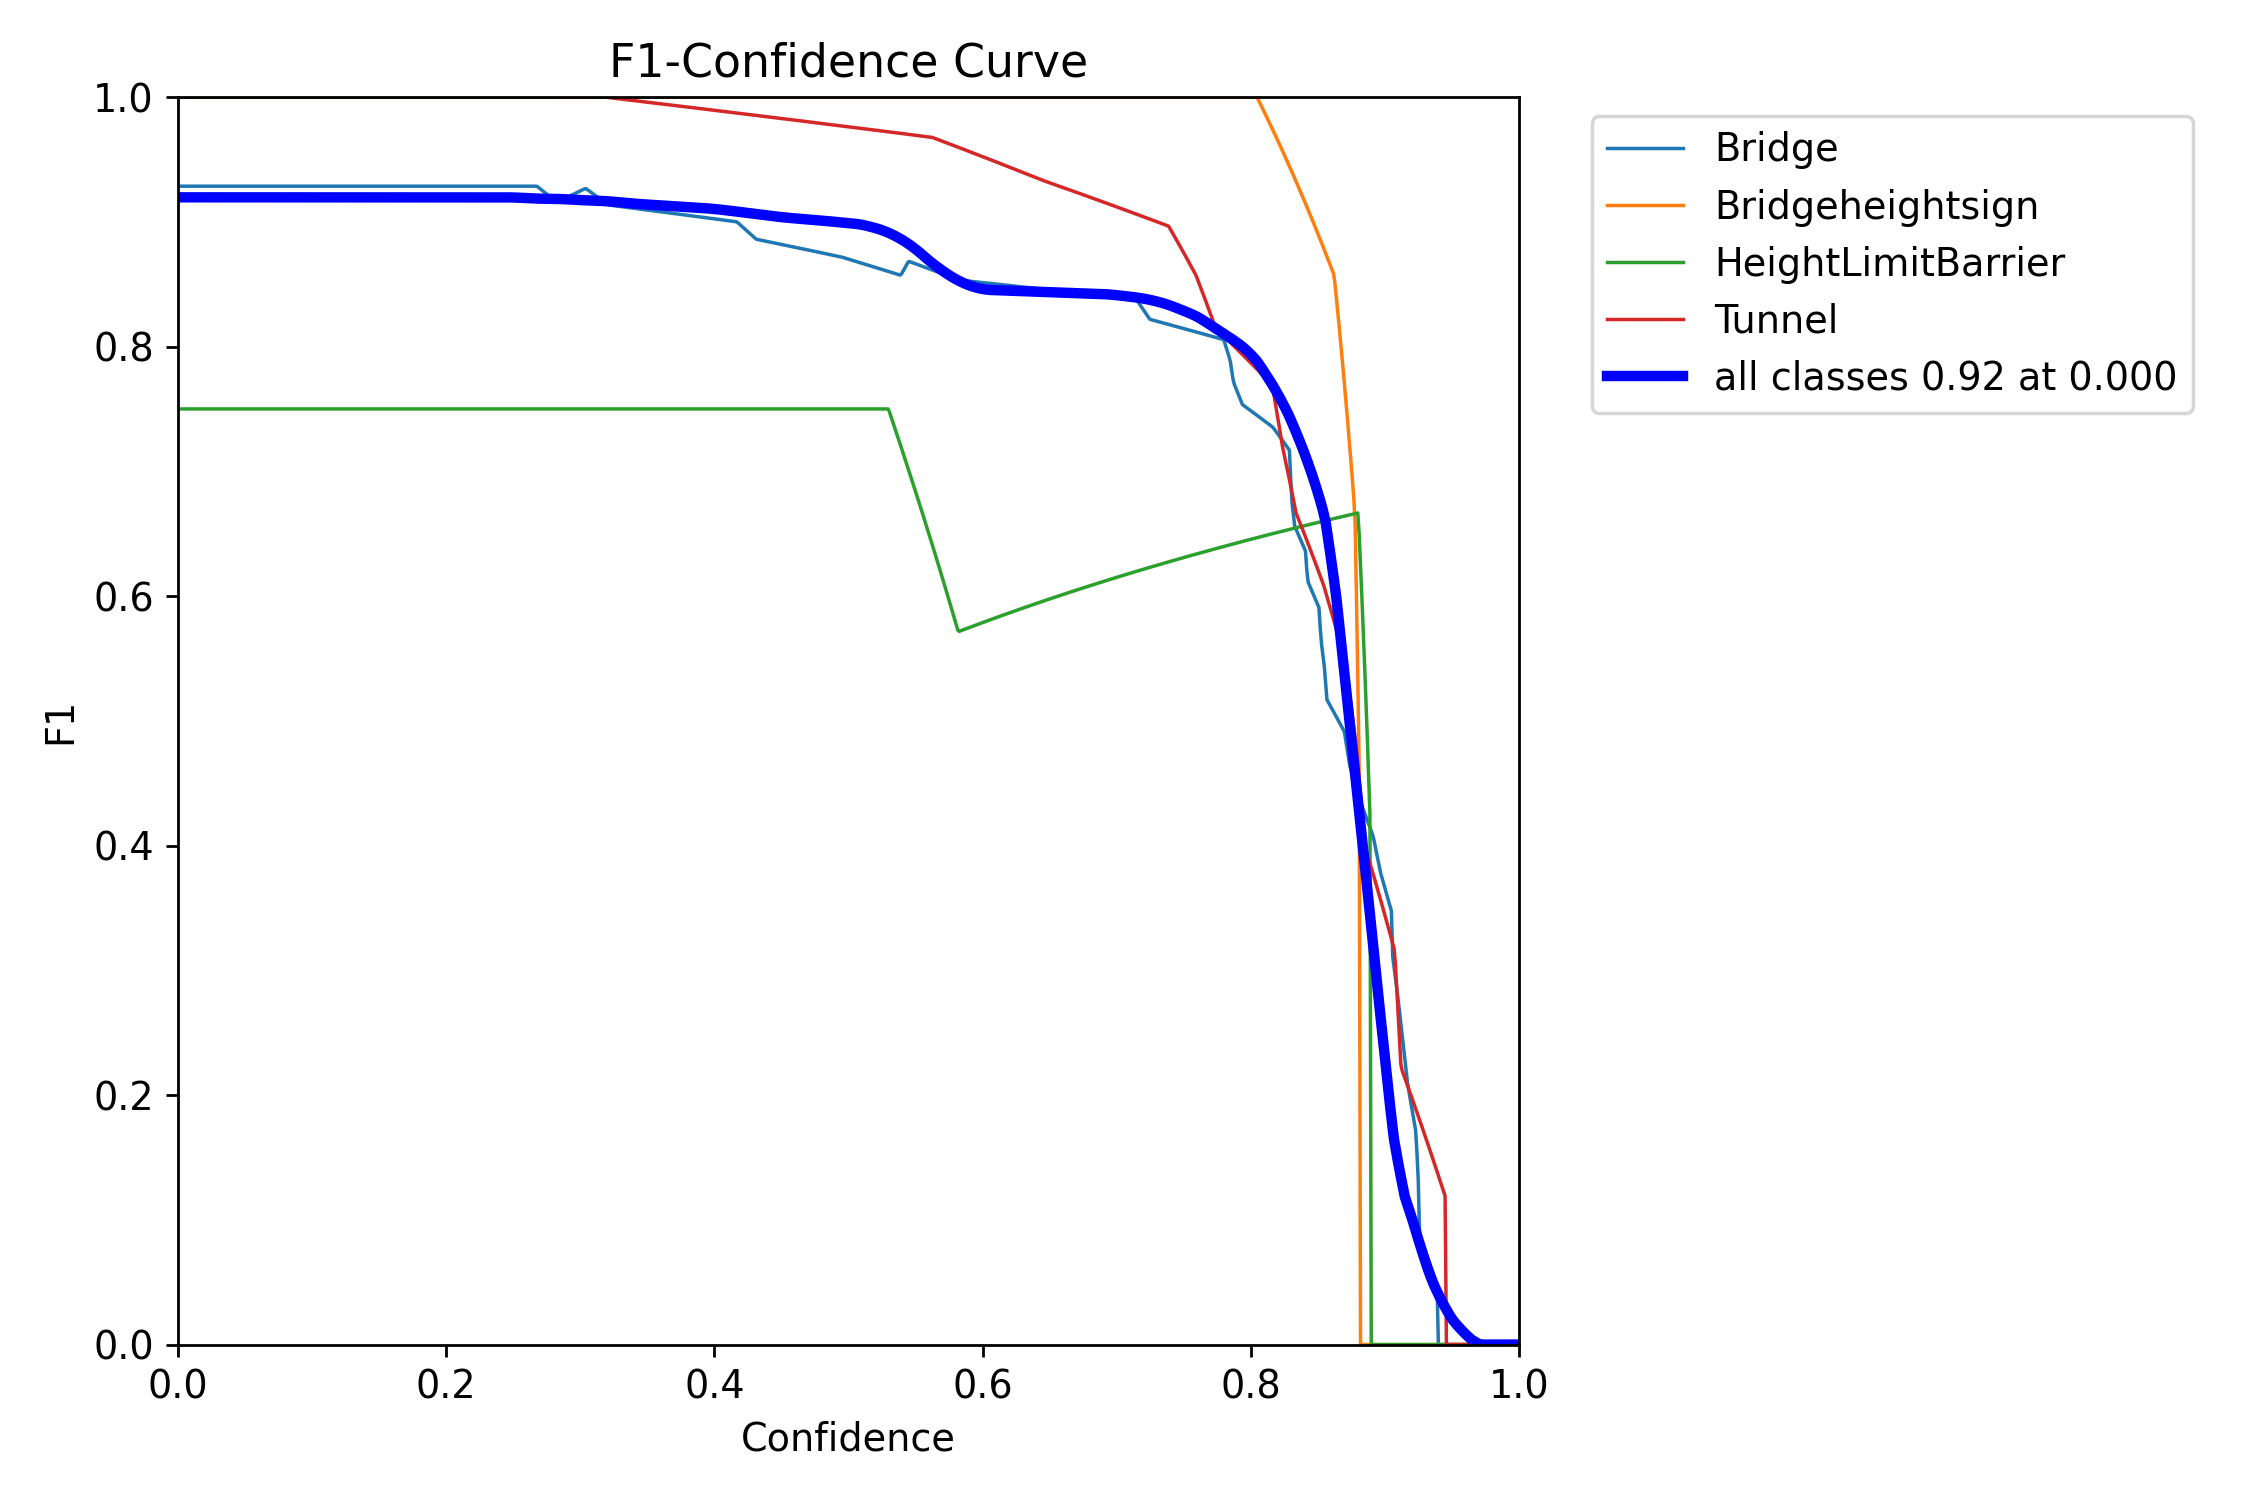 F1-Confidence Curve
1.0
0.8
0.6
0.4
0.2
0.0
F1
0.0 0.2 0.4 0.6 0.8 1.0
Confidence
Bridge
Bridgeheightsign
HeightLimitBarrier
Tunnel
all classes 0.92 at 0.000